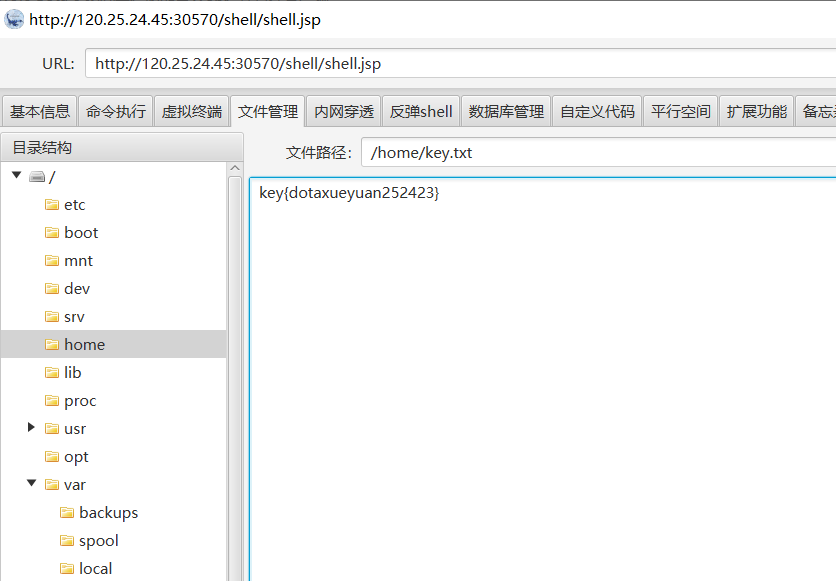 http://120.25.24.45:30570/shell/shell.jsp
URL: http://120.25.24.45:30570/shell/shell.jsp
基本信息 命令执行 虚拟终端 文件管理 内网穿透 反弹shell 数据库管理 自定义代码 平行空间 扩展功能 备忘
目录结构
文件路径: /home/key.txt
key{dotaxueyuan252423}
/
etc
boot
mnt
dev
srv
home
lib
proc
usr
opt
var
backups
spool
local